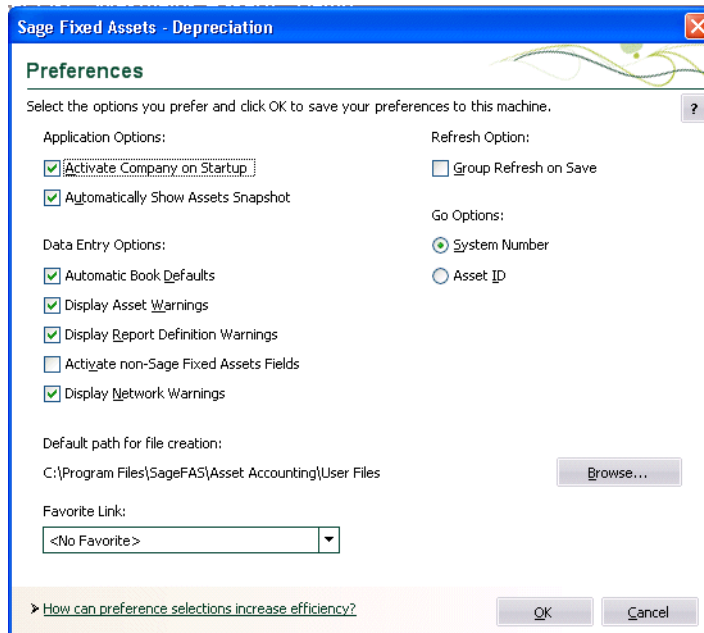 Sage Fixed Assets - Depreciation
Preferences
Select the options you prefer and click OK to save your preferences to this machine.
?
Application Options:
Activate Company on Startup
Automatically Show Assets Snapshot
Refresh Option:
Group Refresh on Save
Go Options:
System Number
Asset ID
Data Entry Options:
Automatic Book Defaults
Display Asset Warnings
Display Report Definition Warnings
Activate non-Sage Fixed Assets Fields
Display Network Warnings
Default path for file creation:
C:\Program Files\SageFAS\Asset Accounting\User Files
Browse...
Favorite Link:
<No Favorite>
How can preference selections increase efficiency?
OK
Cancel